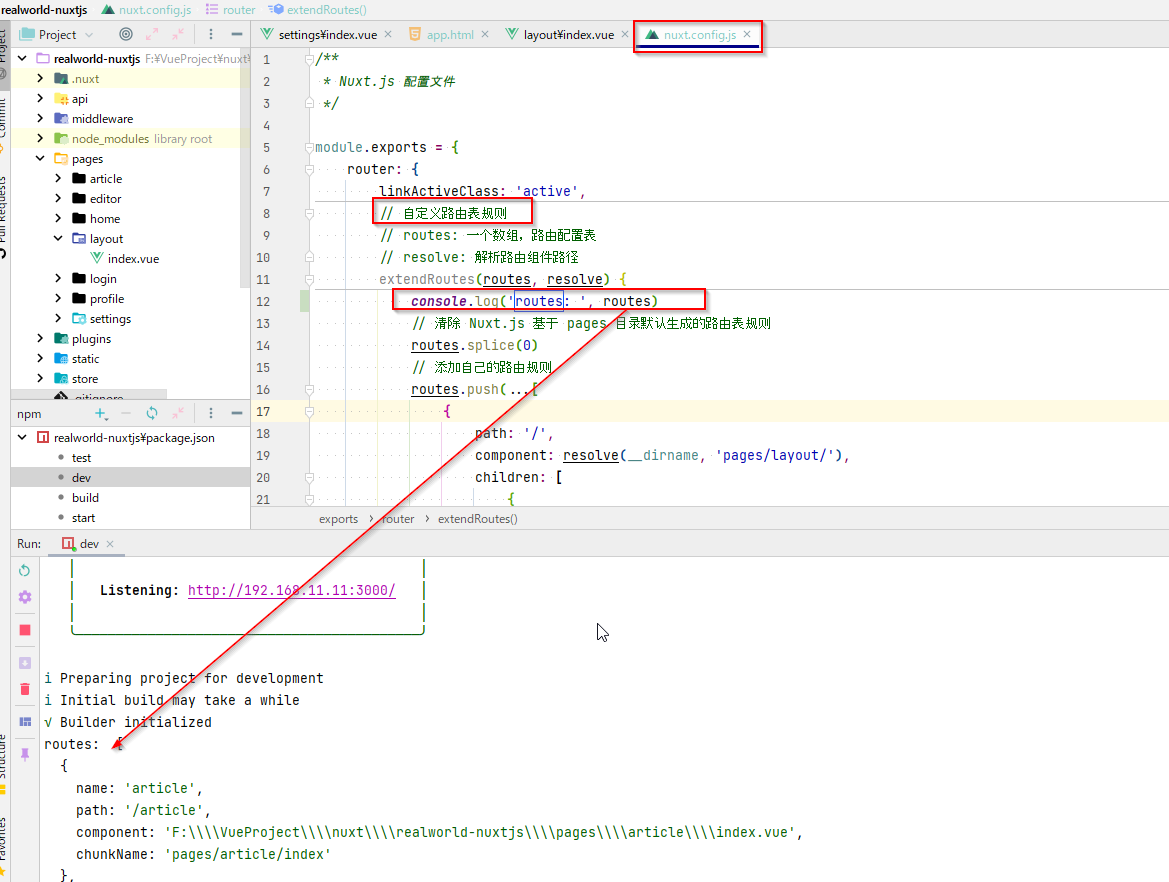 realworld-nuxtjs nuxt.config.js router extendRoutes()
Project
settings¥index.vue app.html layout¥index.vue nuxt.config.js
realworld-nuxtjs F:¥VueProject¥nuxt¥
.nuxt
api
middleware
node_modules library root
pages
article
editor
home
layout
index.vue
login
profile
settings
plugins
static
store
.gitignore
1 /**
2 * Nuxt.js 配置文件
3 */
4
5 module.exports = {
6 router: {
7 linkActiveClass: 'active',
8 // 自定义路由表规则
9 // routes: 一个数组，路由配置表
10 // resolve: 解析路由组件路径
11 extendRoutes(routes, resolve) {
12 console.log('routes: ', routes)
13 // 清除 Nuxt.js 基于 pages 目录默认生成的路由表规则
14 routes.splice(0)
15 // 添加自己的路由规则
16 routes.push(...[
17 {
18 path: '/',
19 component: resolve(__dirname, 'pages/layout/'),
20 children: [
21 {
exports router extendRoutes()
npm
realworld-nuxtjs¥package.json
test
dev
build
start
Project
Commit
Pull Requests
Structure
Favorites
Run: dev
Listening: http://192.168.11.11:3000/
i Preparing project for development
i Initial build may take a while
√ Builder initialized
routes: [
{
name: 'article',
path: '/article',
component: 'F:\\\\VueProject\\\\nuxt\\\\realworld-nuxtjs\\\\pages\\\\article\\\\index.vue',
chunkName: 'pages/article/index'
},